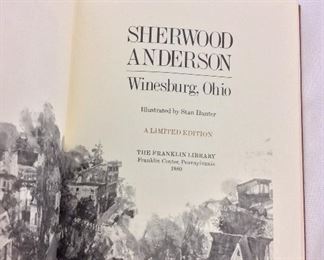 SHERWOOD
ANDERSON
Winesburg, Ohio
Illustrated by Stan Hunter
A LIMITED EDITION
THE FRANKLIN LIBRARY
Franklin Center, Pennsylvania
1980